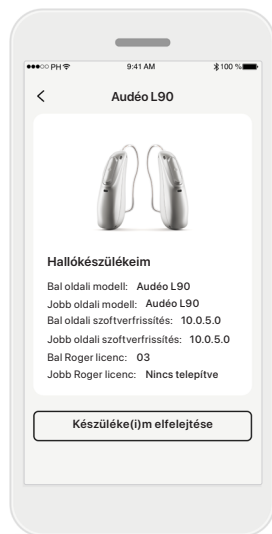 PH 9:41 AM 100 %
Audéo L90
Hallókészülékeim
Bal oldali modell: Audéo L90
Jobb oldali modell: Audéo L90
Bal oldali szoftverfrissítés: 10.0.5.0
Jobb oldali szoftverfrissítés: 10.0.5.0
Bal Roger licenc: 03
Jobb Roger licenc: Nincs telepítve
Készüléke(i)m elfelejtése